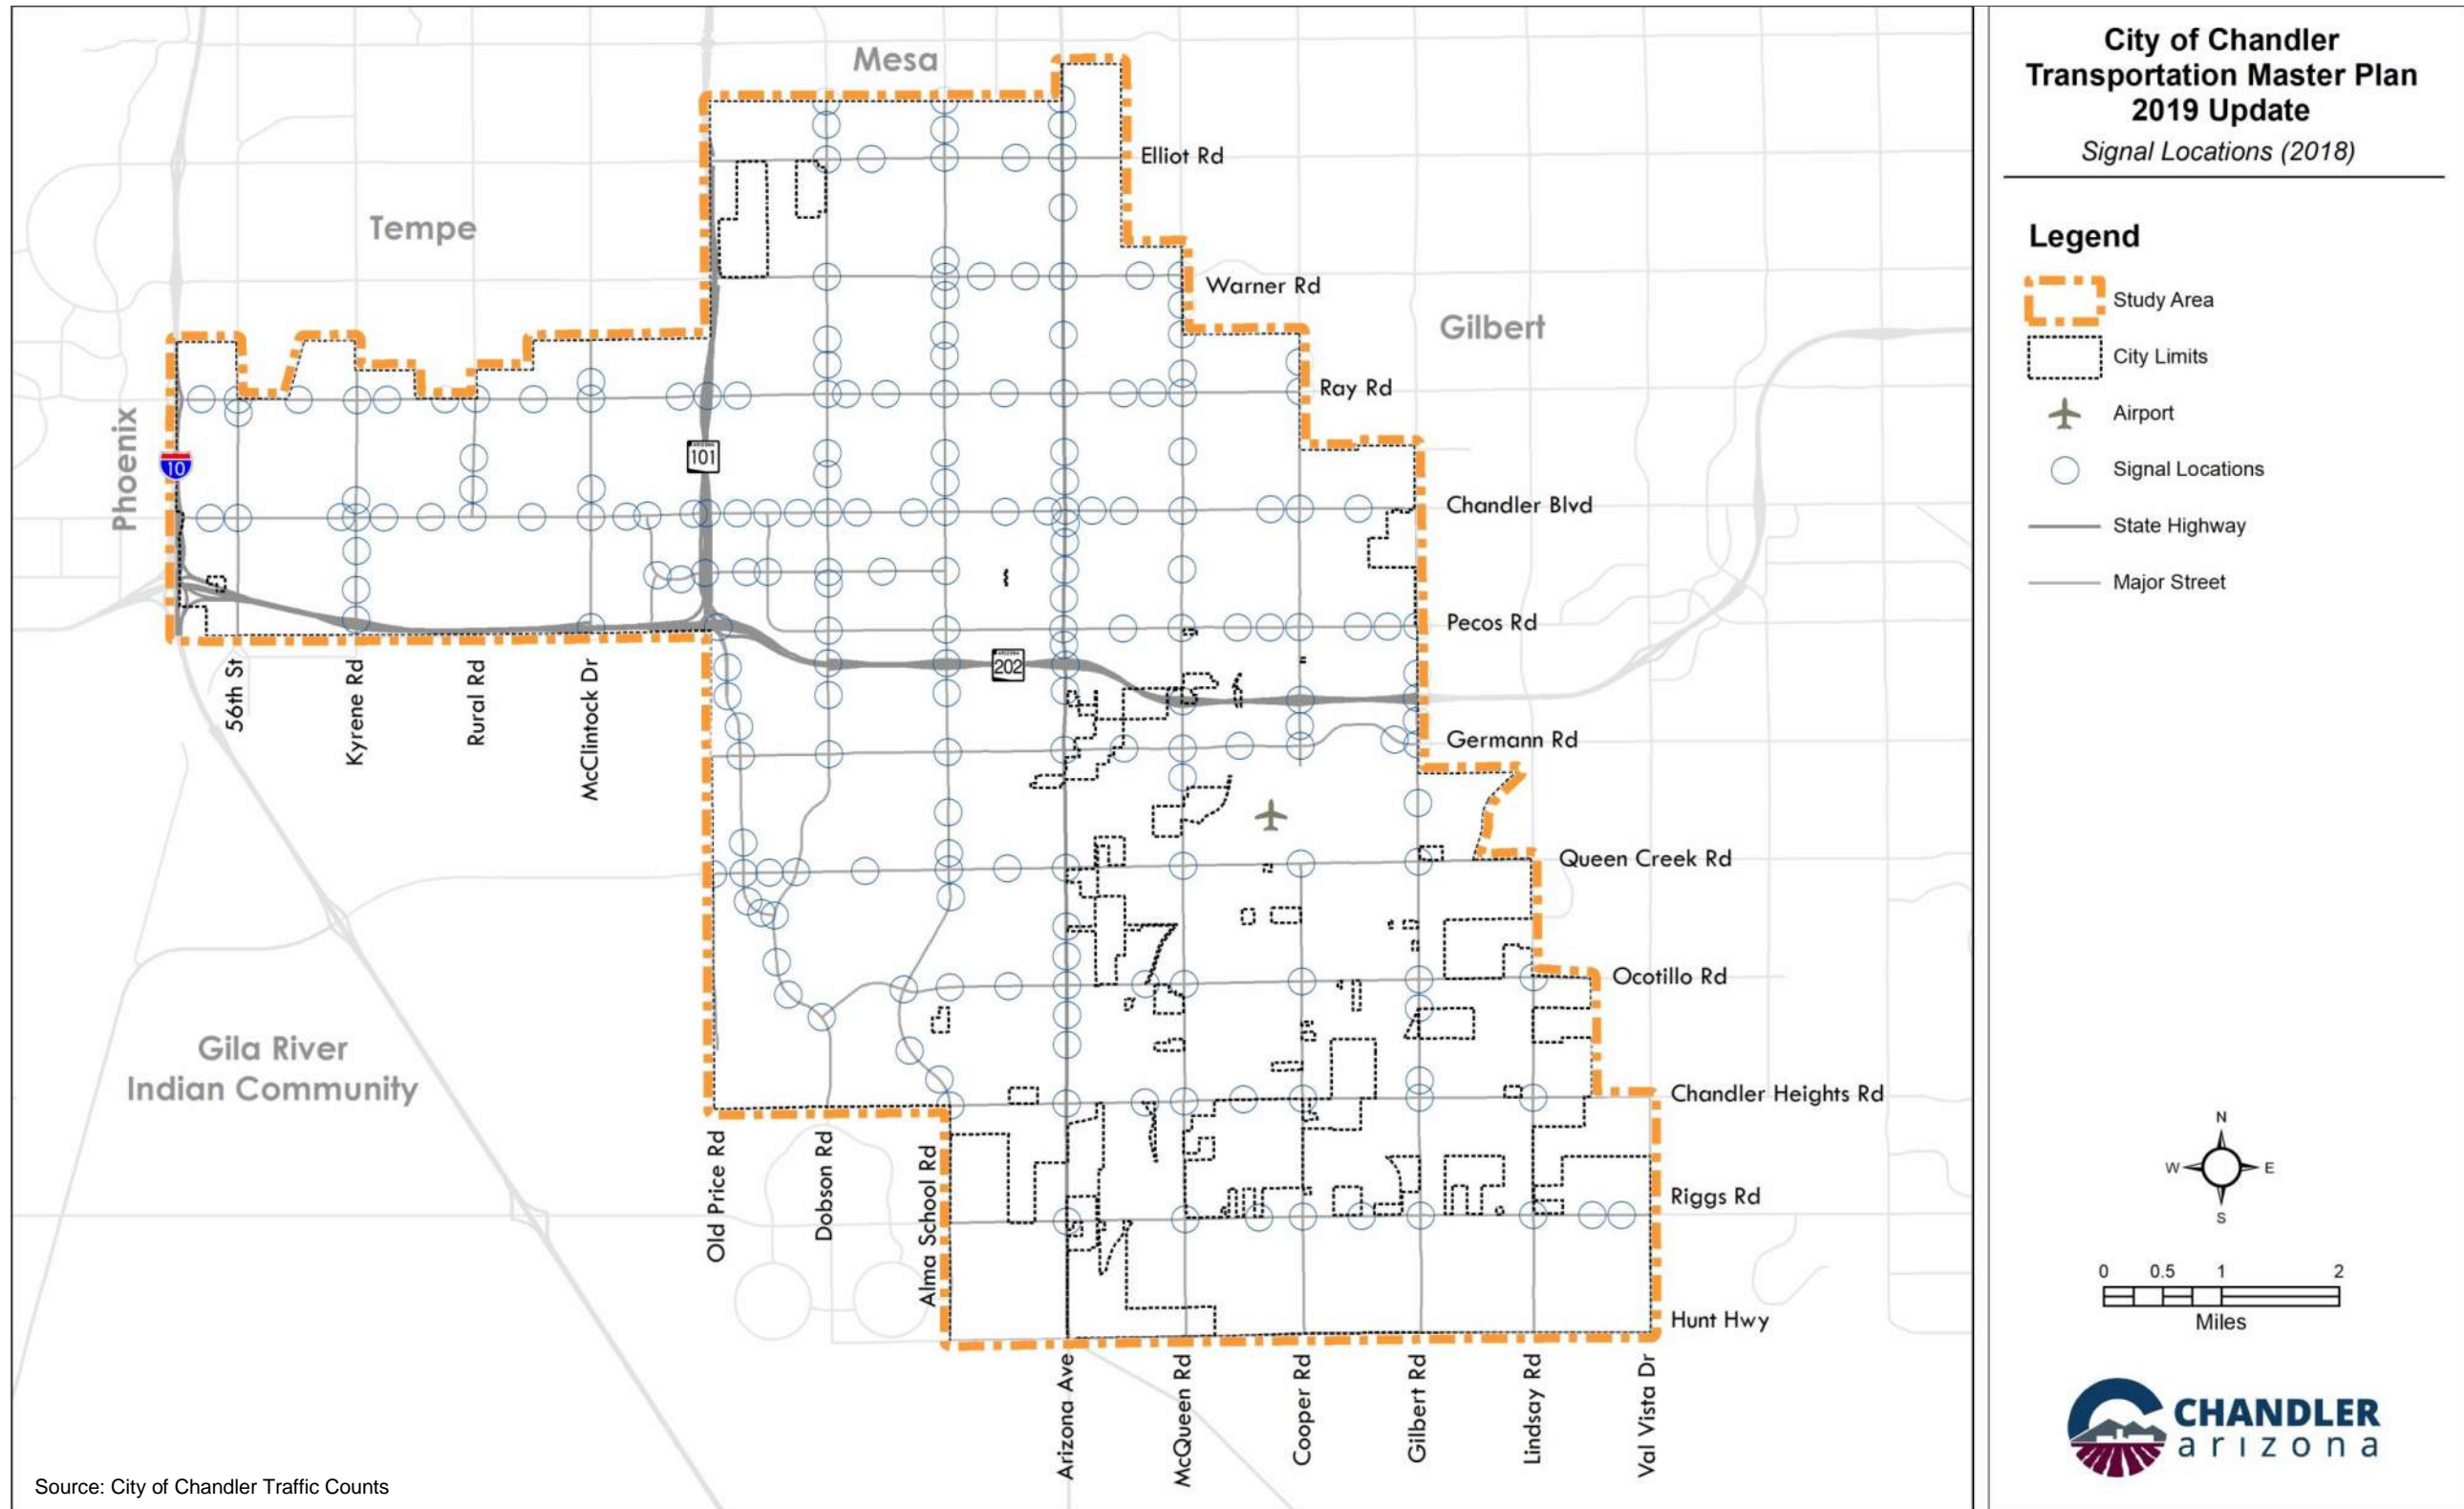 City of Chandler
Transportation Master Plan
2019 Update
Signal Locations (2018)
Legend
Study Area
City Limits
Airport
Signal Locations
State Highway
Major Street
Mesa
Tempe
Gilbert
Phoenix
Gila River
Indian Community
Elliot Rd
Warner Rd
Ray Rd
Chandler Blvd
Pecos Rd
Germann Rd
Queen Creek Rd
Ocotillo Rd
Chandler Heights Rd
Riggs Rd
Hunt Hwy
10
ARIZONA
101
ARIZONA
202
56th St
Kyrene Rd
Rural Rd
McClintock Dr
Old Price Rd
Dobson Rd
Alma School Rd
Arizona Ave
McQueen Rd
Cooper Rd
Gilbert Rd
Lindsay Rd
Val Vista Dr
N
W E
S
0 0.5 1 2
Miles
CHANDLER
arizona
Source: City of Chandler Traffic Counts